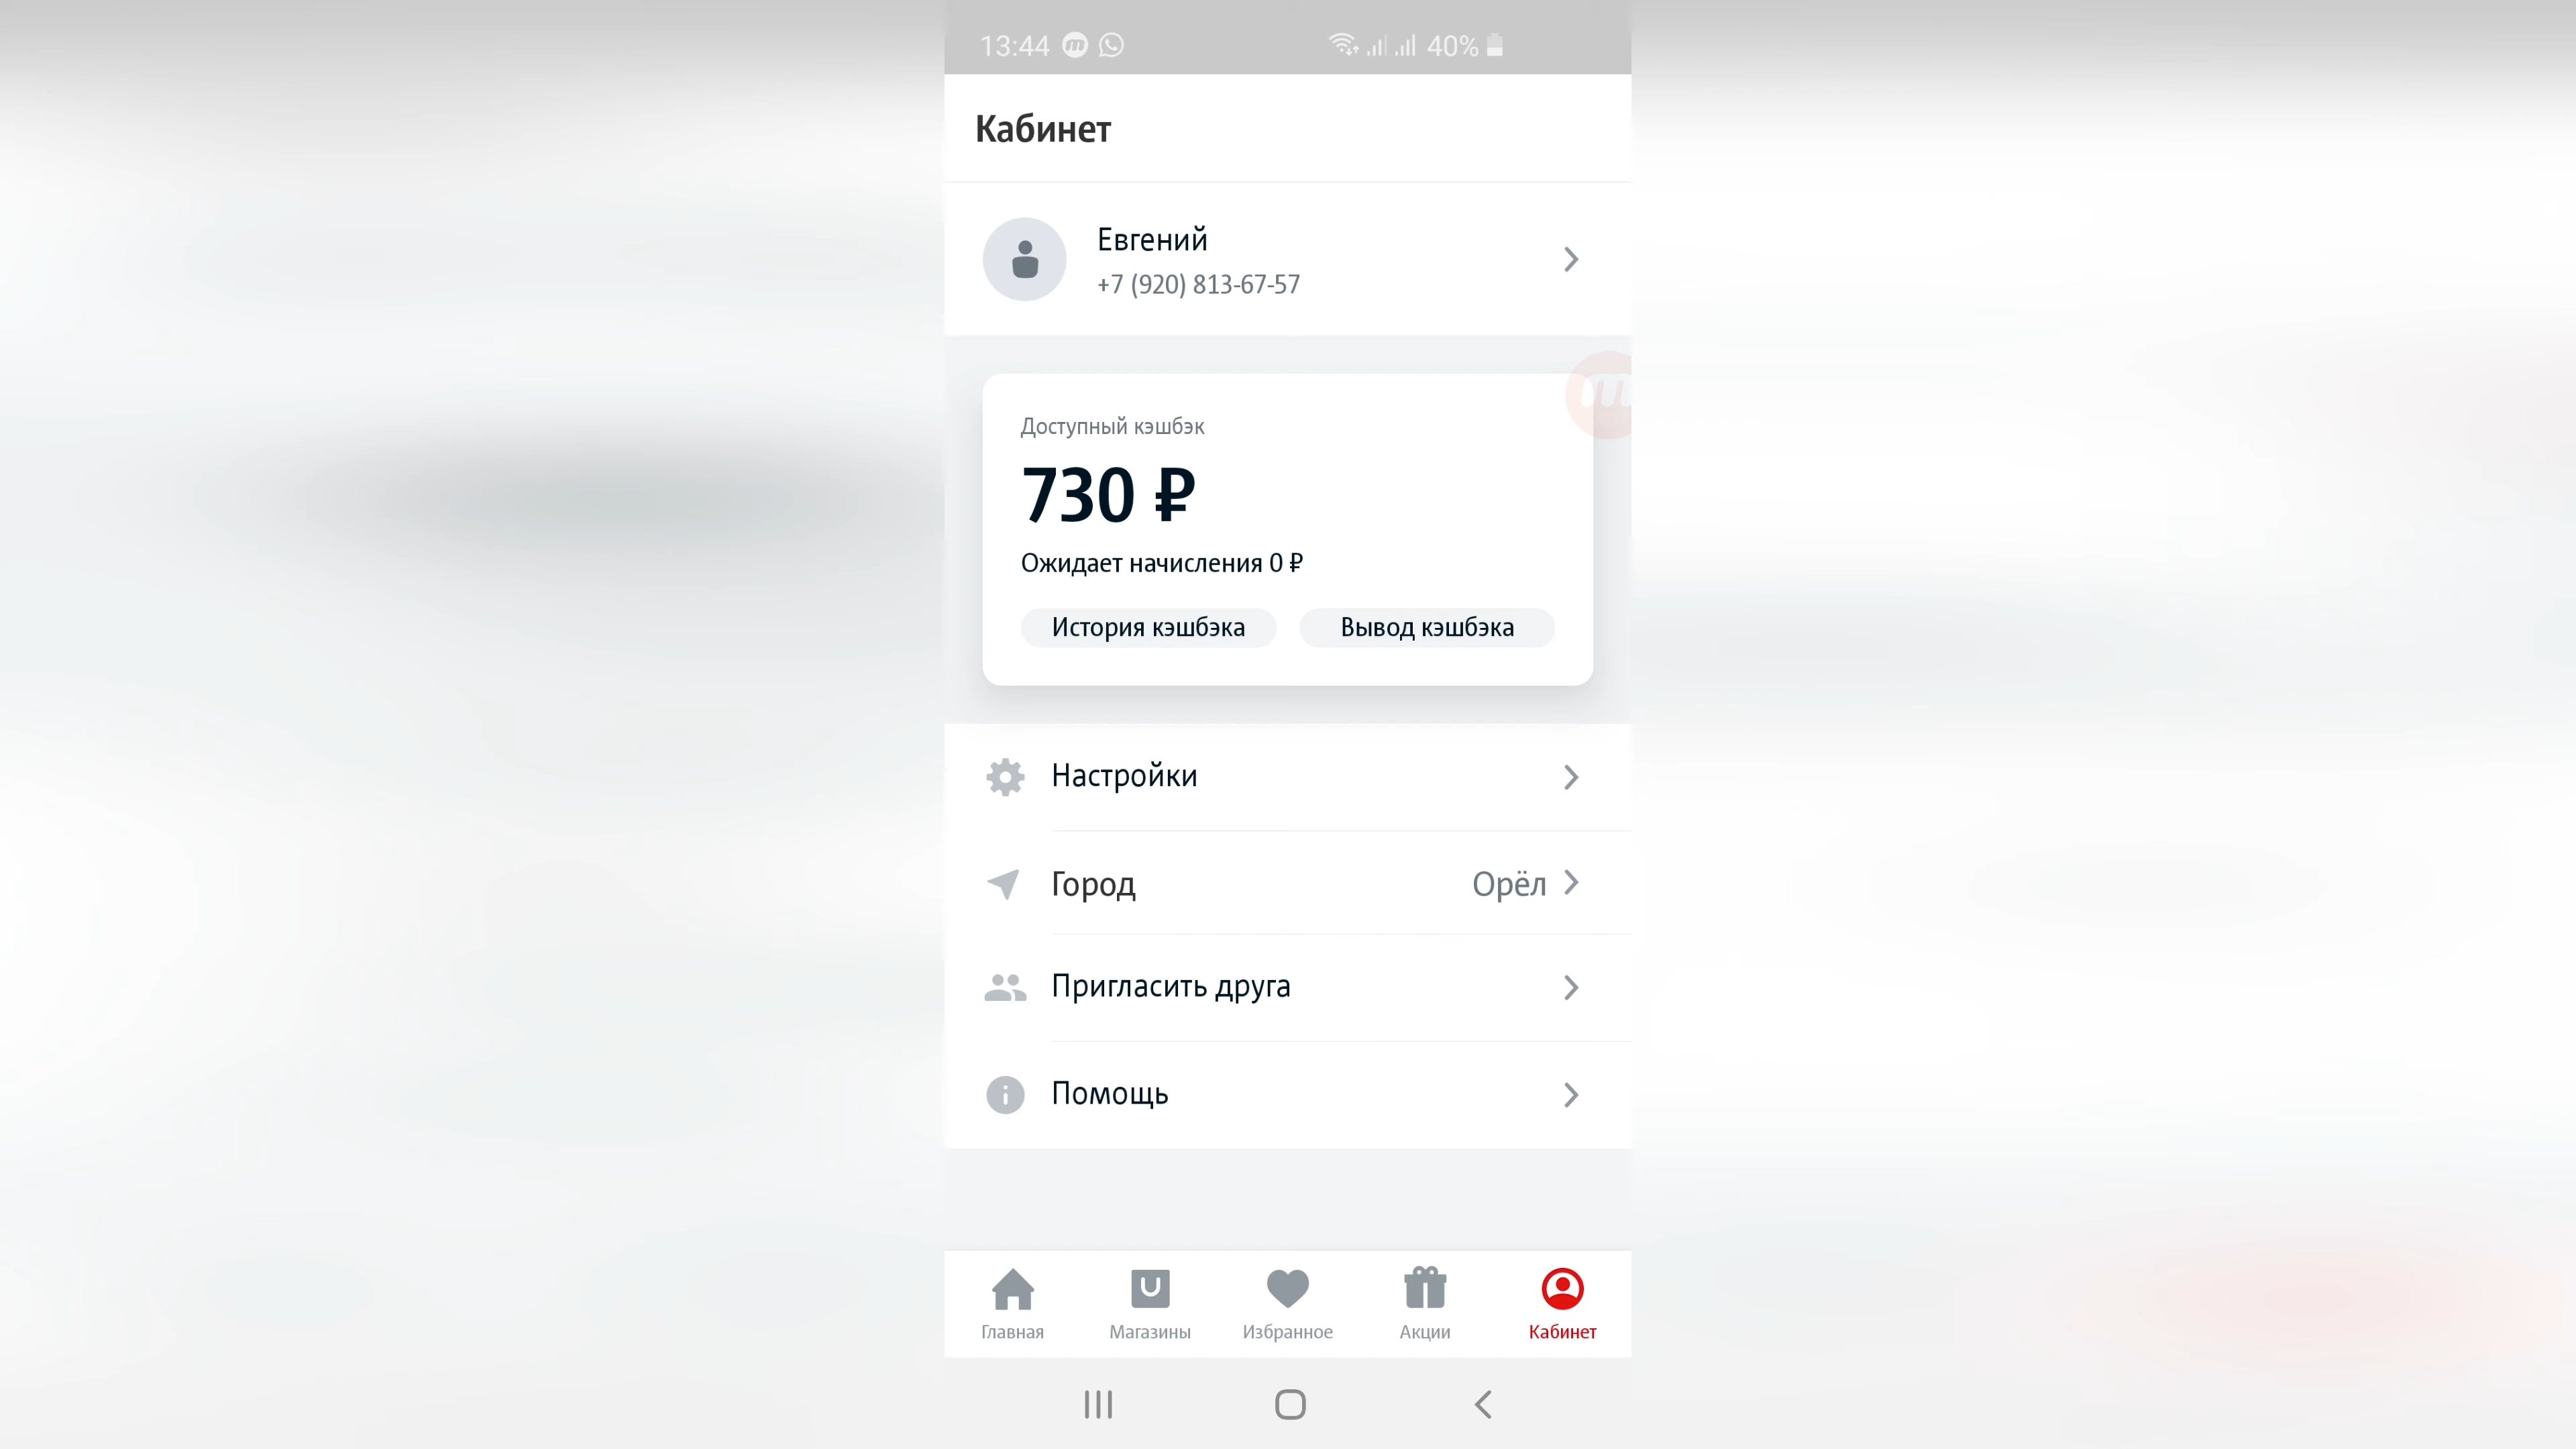 13:44
40%
Кабинет
Евгений
+7 (920) 813-67-57
Доступный кэшбэк
730 ₽
Ожидает начисления 0 ₽
История кэшбэка
Вывод кэшбэка
Настройки
Город
Орёл
Пригласить друга
Помощь
Главная
Магазины
Избранное
Акции
Кабинет